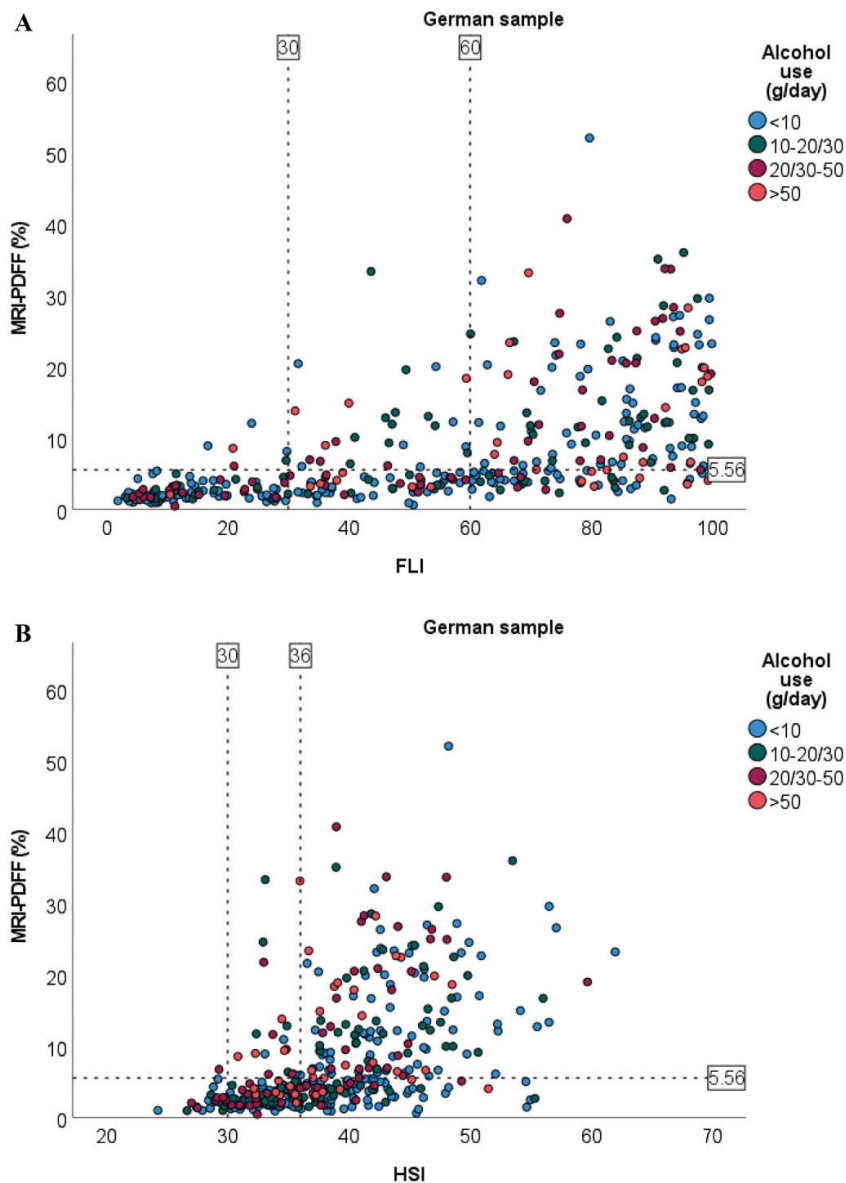 A
German sample
30
60
Alcohol
use
(g/day)
<10
10-20/30
20/30-50
>50
60
50
40
30
20
10
0
MRI-PDFF (%)
5.56
0
20
40
60
80
100
FLI
B
German sample
30
36
Alcohol
use
(g/day)
<10
10-20/30
20/30-50
>50
60
50
40
30
20
10
0
MRI-PDFF (%)
5.56
20
30
40
50
60
70
HSI